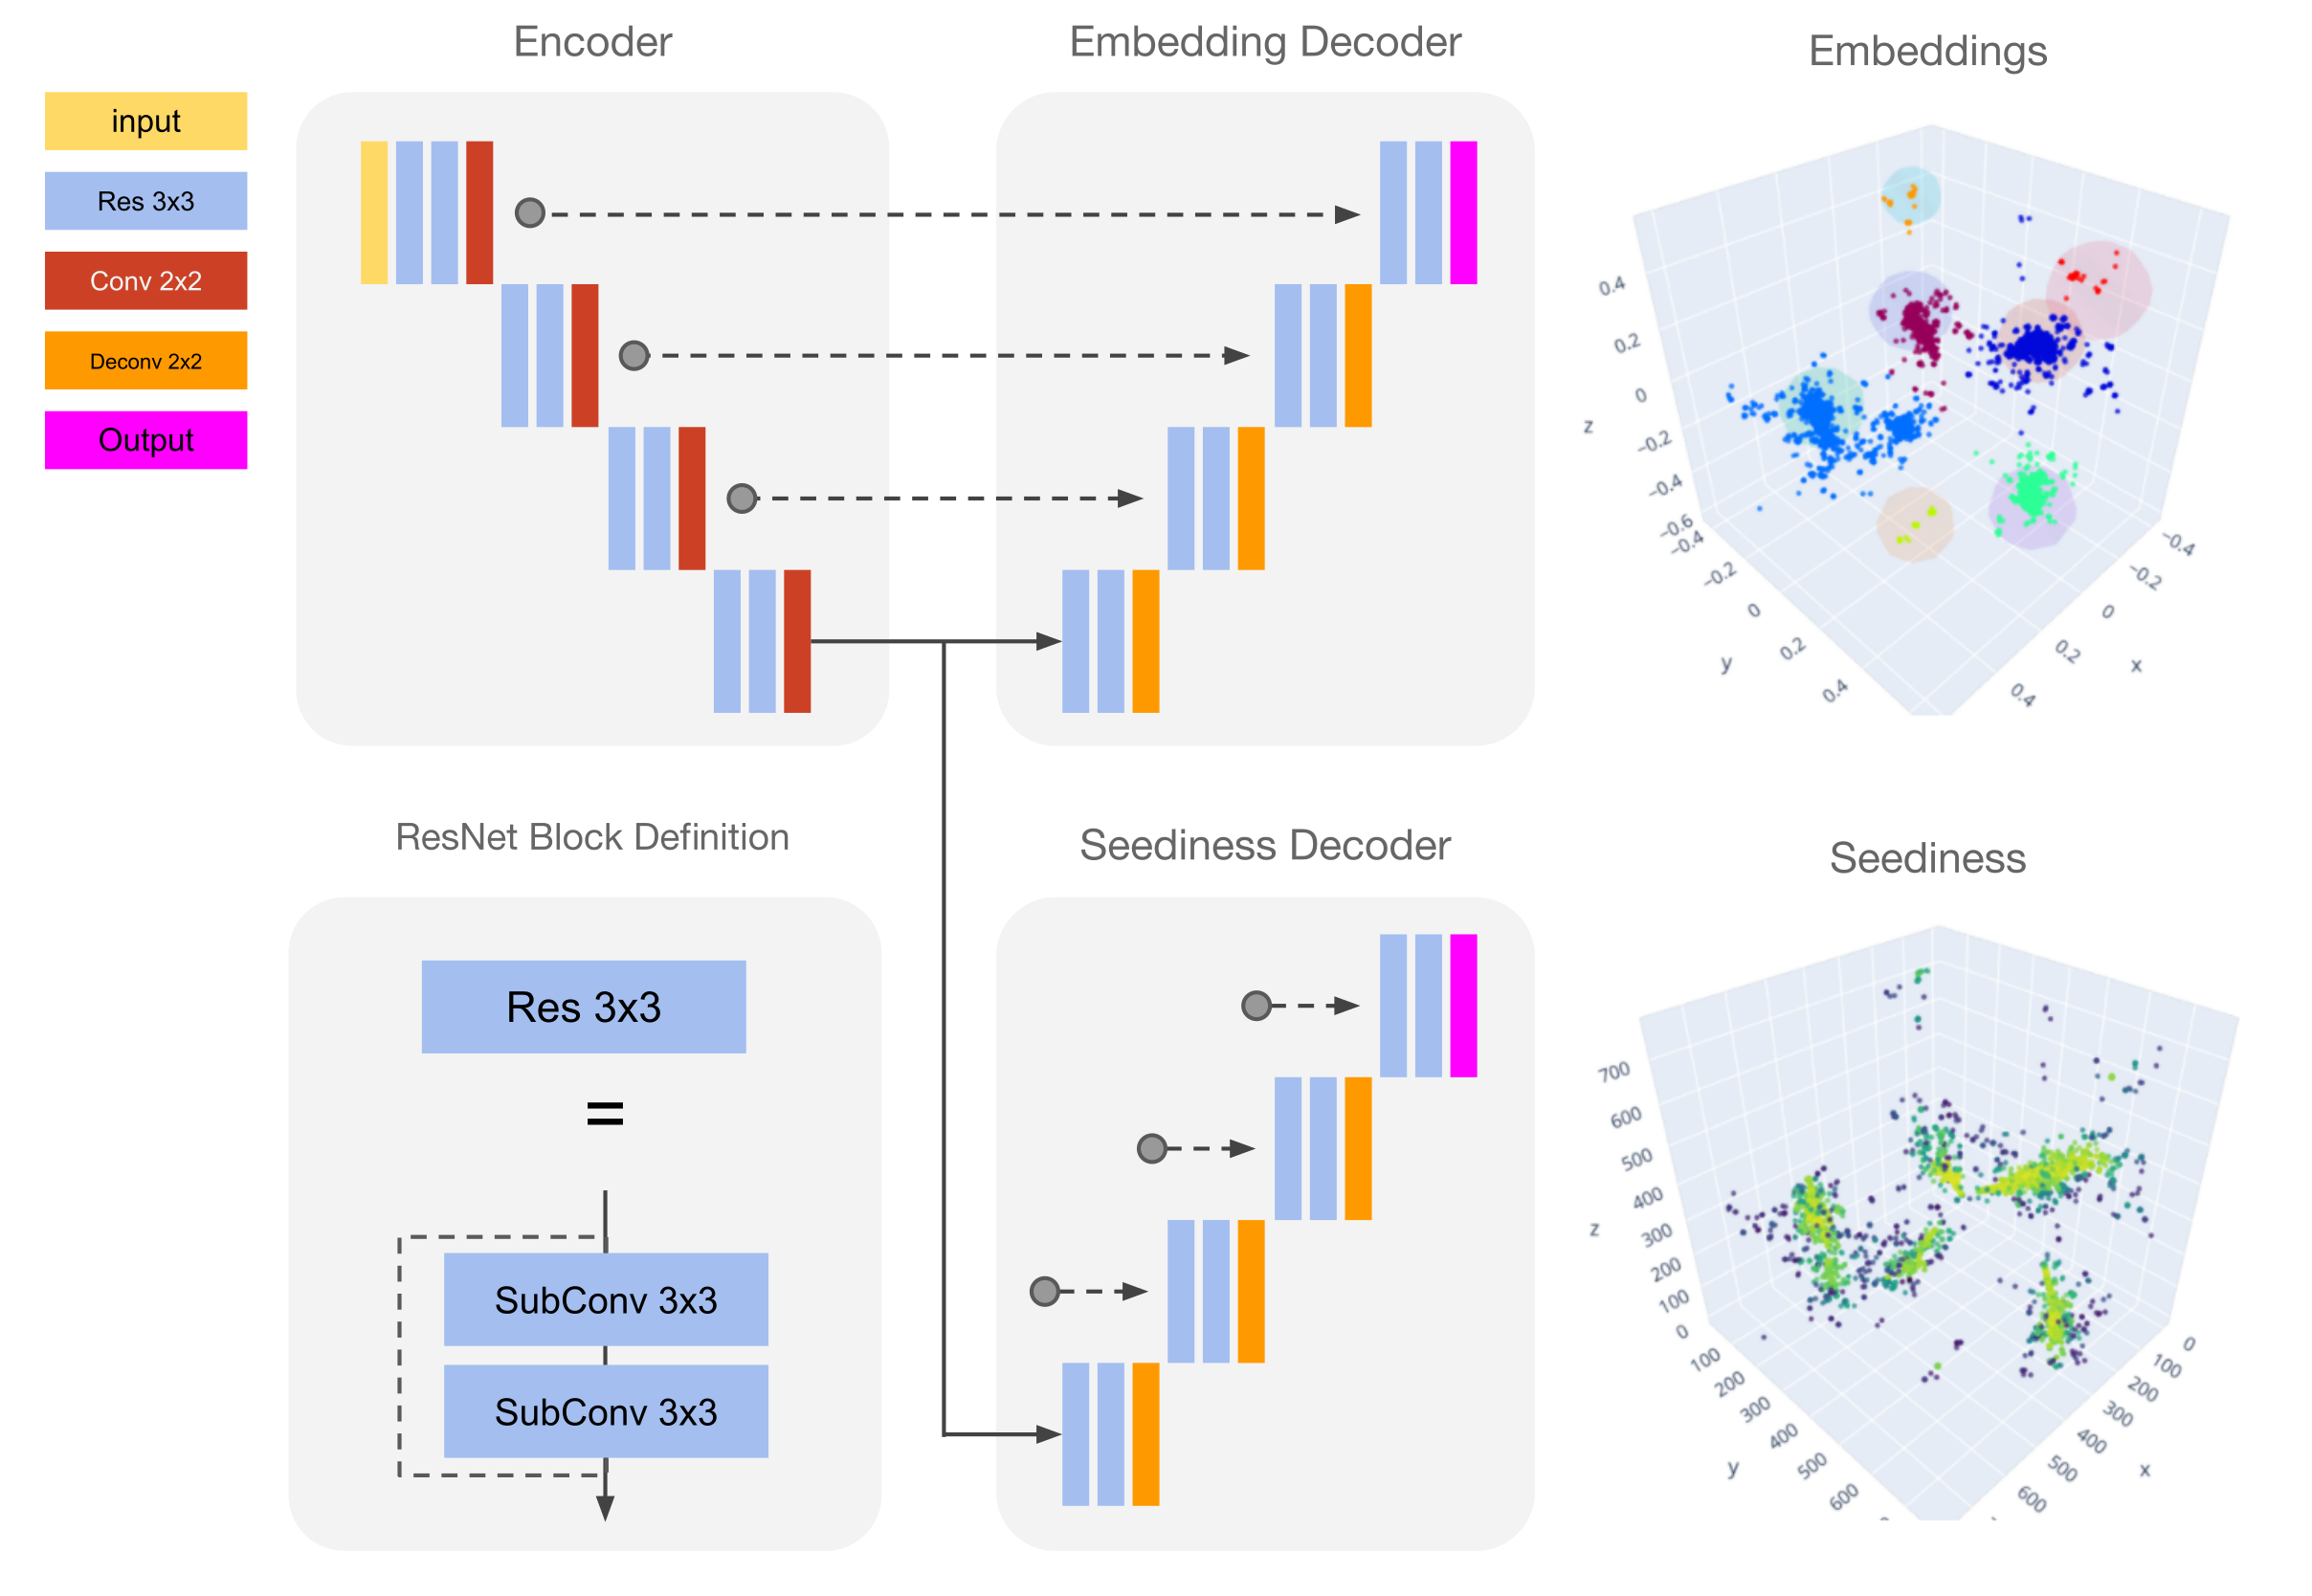 Encoder
Embedding Decoder
Embeddings
input
Res 3x3
Conv 2x2
Deconv 2x2
Output
0.4
0.2
0
−0.2
−0.4
−0.6
z
−0.4
−0.2
0
0.2
0.4
y
−0.4
−0.2
0
0.2
0.4
x
ResNet Block Definition
Seediness Decoder
Seediness
Res 3x3
=
SubConv 3x3
SubConv 3x3
700
600
500
400
300
200
100
0
z
100
200
300
400
500
600
y
0
100
200
300
400
500
600
x